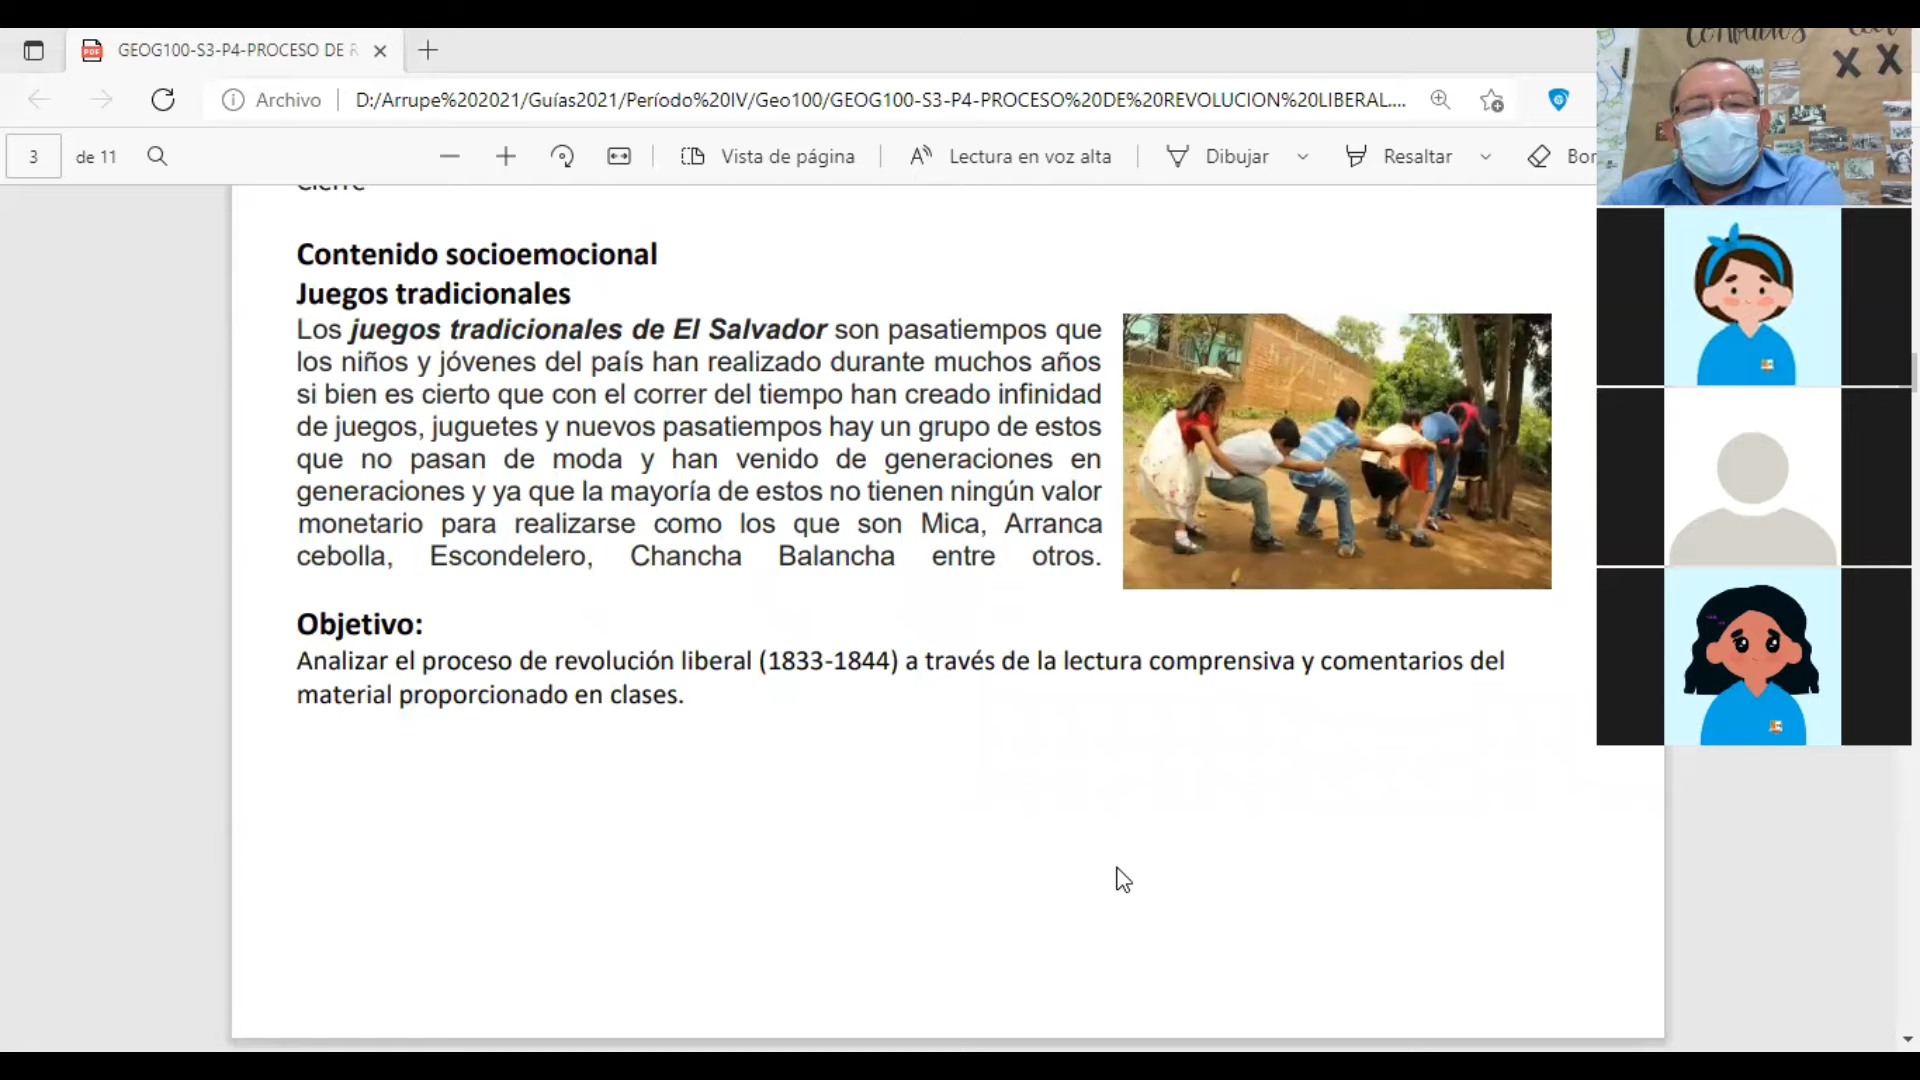 GEOG100-S3-P4-PROCESO DE R
Archivo
D:/Arrupe%202021/Guías2021/Período%20IV/Geo100/GEOG100-S3-P4-PROCESO%20DE%20REVOLUCION%20LIBERAL....
3 de 11
Vista de página
Lectura en voz alta
Dibujar
Resaltar
Bor
Cierre
Contenido socioemocional
Juegos tradicionales
Los juegos tradicionales de El Salvador son pasatiempos que
los niños y jóvenes del país han realizado durante muchos años
si bien es cierto que con el correr del tiempo han creado infinidad
de juegos, juguetes y nuevos pasatiempos hay un grupo de estos
que no pasan de moda y han venido de generaciones en
generaciones y ya que la mayoría de estos no tienen ningún valor
monetario para realizarse como los que son Mica, Arranca
cebolla, Escondelero, Chancha Balancha entre otros.
Objetivo:
Analizar el proceso de revolución liberal (1833-1844) a través de la lectura comprensiva y comentarios del
material proporcionado en clases.